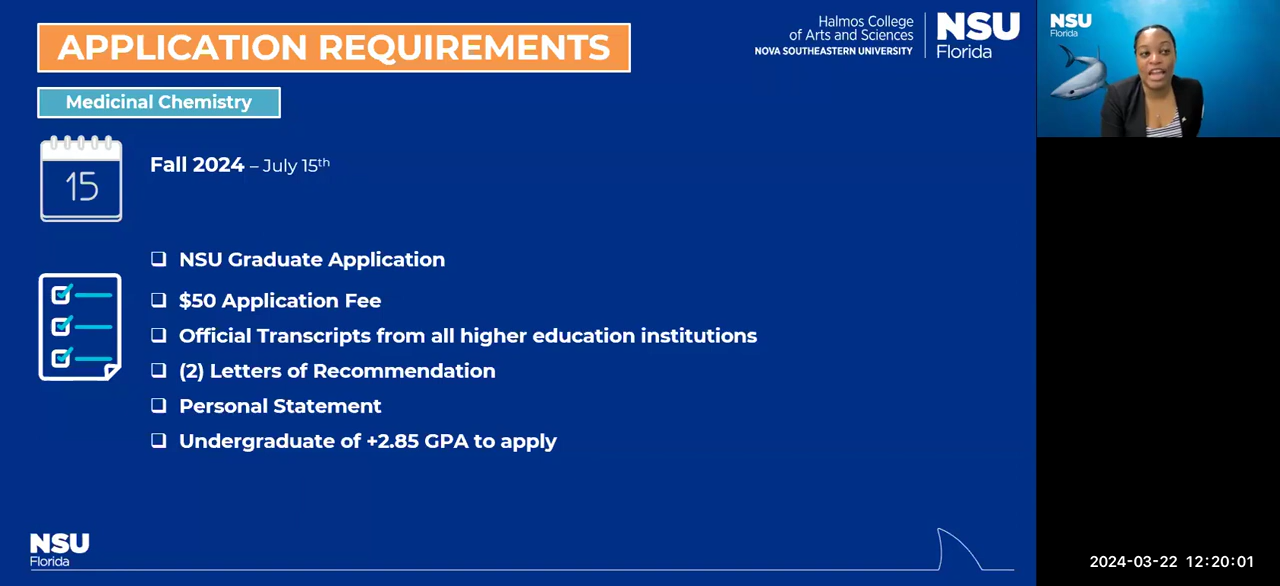 APPLICATION REQUIREMENTS
Halmos College
of Arts and Sciences
NOVA SOUTHEASTERN UNIVERSITY
NSU
Florida
NSU
Florida
Medicinal Chemistry
15
Fall 2024 – July 15th
❑ NSU Graduate Application
❑ $50 Application Fee
❑ Official Transcripts from all higher education institutions
❑ (2) Letters of Recommendation
❑ Personal Statement
❑ Undergraduate of +2.85 GPA to apply
NSU
Florida
2024-03-22 12:20:01